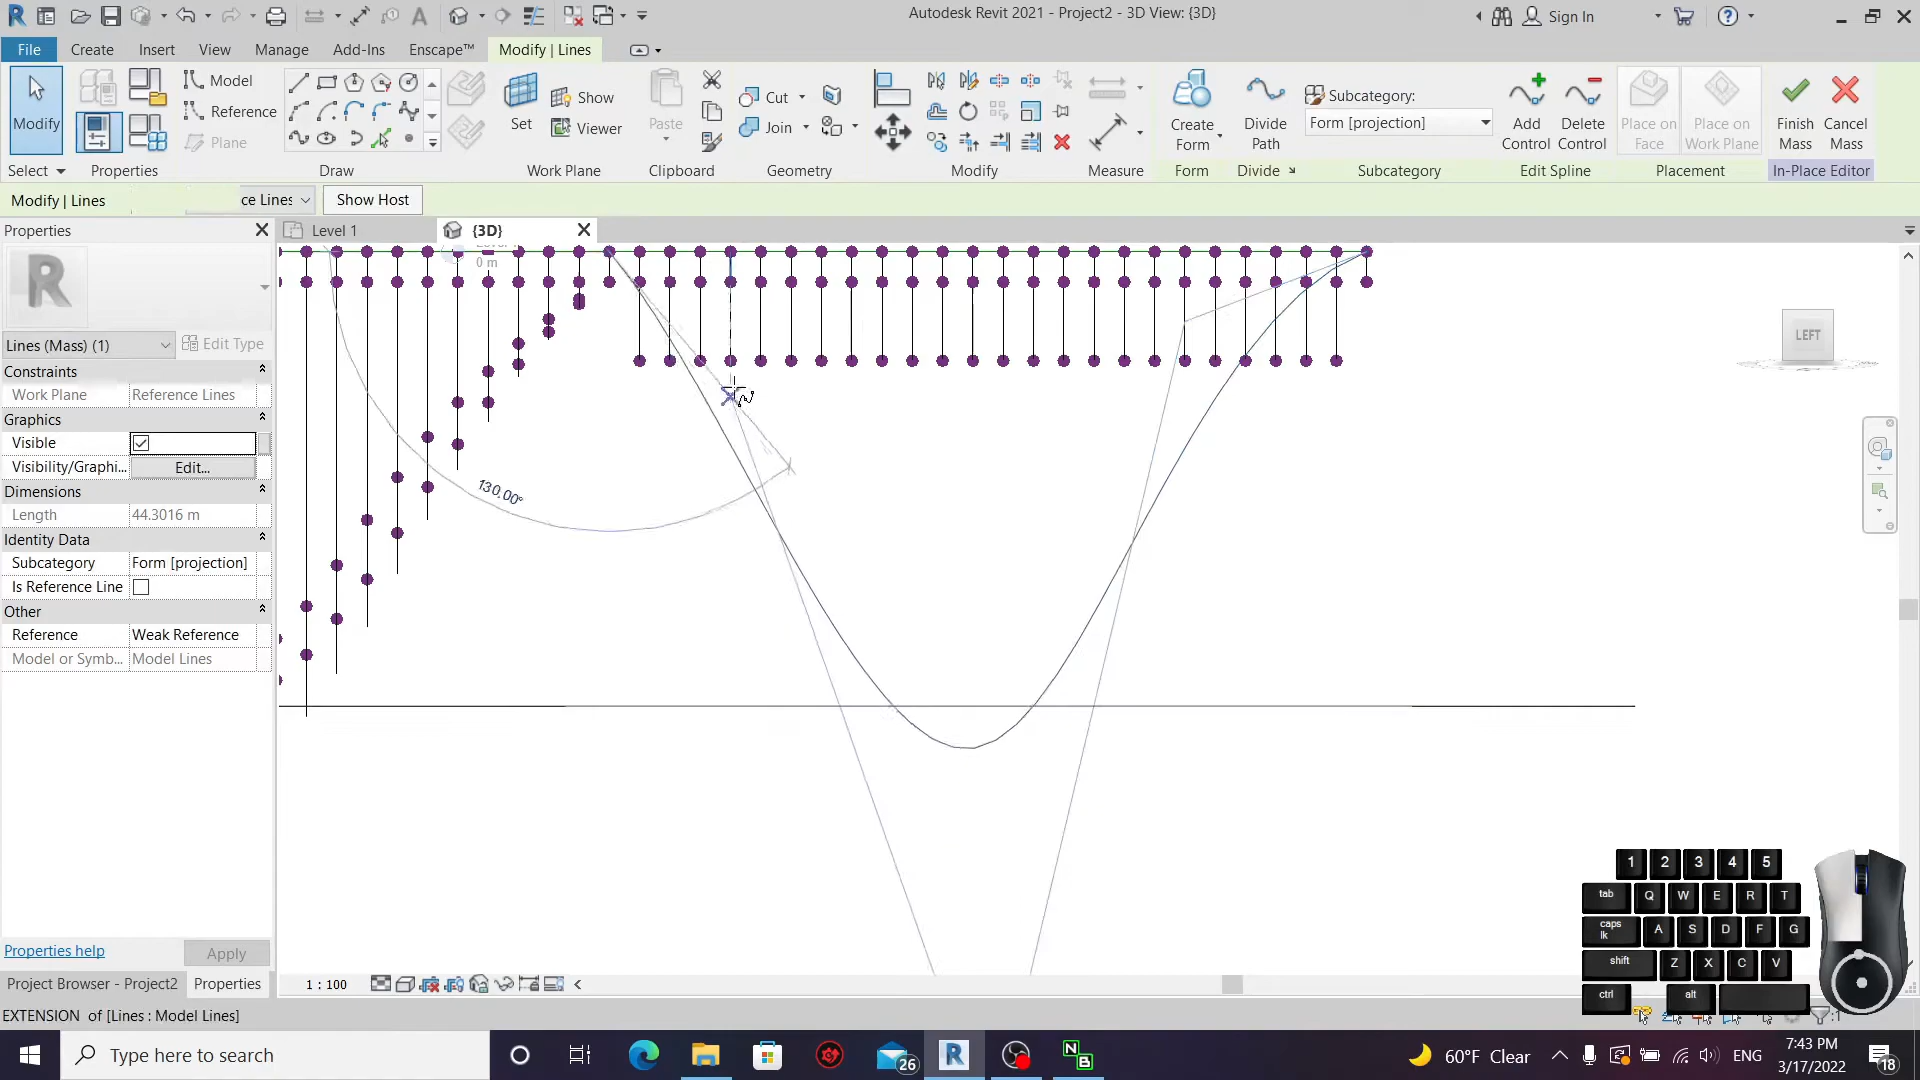 Autodesk Revit 2021 - Project2 - 3D View: {3D}
Sign In
File
Create
Insert
View
Manage
Add-Ins
Enscape™
Modify | Lines
Modify
Model
Reference
Plane
Set
Show
Viewer
Paste
Cut
Join
Create Form
Divide Path
Subcategory:
Form [projection]
Add Control
Delete Control
Place on Face
Place on Work Plane
Finish Mass
Cancel Mass
Select
Properties
Draw
Work Plane
Clipboard
Geometry
Modify
Measure
Form
Divide
Subcategory
Edit Spline
Placement
In-Place Editor
Modify | Lines
ce Lines
Show Host
Properties
Level 1
{3D}
0 m
R
Lines (Mass) (1)
Edit Type
Constraints
Work Plane
Reference Lines
Graphics
Visible
Visibility/Graphi...
Edit...
Dimensions
Length
44.3016 m
Identity Data
Subcategory
Form [projection]
Is Reference Line
Other
Reference
Weak Reference
Model or Symb...
Model Lines
130.00°
LEFT
Properties help
Apply
Project Browser - Project2
Properties
1 : 100
EXTENSION of [Lines : Model Lines]
1 2 3 4 5
tab Q W E R T
caps lk A S D F G
shift Z X C V
ctrl alt
:1
Type here to search
26
R
N B
60°F Clear
ENG
7:43 PM
3/17/2022
18